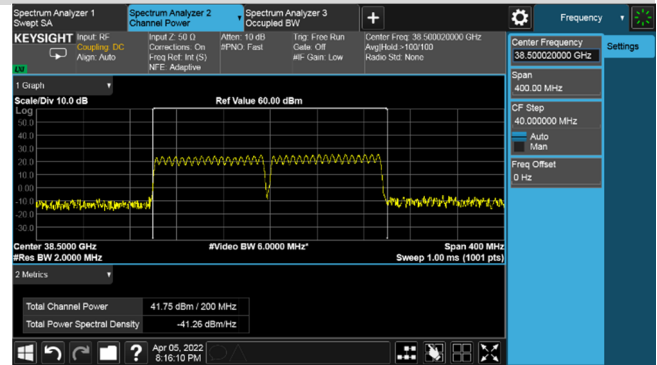 Spectrum Analyzer 1
Swept SA
Spectrum Analyzer 2
Channel Power
Spectrum Analyzer 3
Occupied BW
+
Frequency
KEYSIGHT
Input: RF
Coupling: DC
Align: Auto
Input Z: 50 Ω
Corrections: On
Freq Ref: Int (S)
NFE: Adaptive
Atten: 10 dB
#PNO: Fast
Trig: Free Run
Gate: Off
#IF Gain: Low
Center Freq: 38.500020000 GHz
Avg|Hold >100/100
Radio Std: None
Center Frequency
38.500020000 GHz
Settings
Span
400.00 MHz
CF Step
40.000000 MHz
Auto
Man
Freq Offset
0 Hz
1 Graph
Scale/Div 10.0 dB
Ref Value 60.00 dBm
Log
50.0
40.0
30.0
20.0
10.0
0.00
-10.0
-20.0
-30.0
Center 38.5000 GHz
#Video BW 6.0000 MHz*
Span 400 MHz
#Res BW 2.0000 MHz
Sweep 1.00 ms (1001 pts)
2 Metrics
Total Channel Power
41.75 dBm / 200 MHz
Total Power Spectral Density
-41.26 dBm/Hz
?
Apr 05, 2022
8:16:10 PM